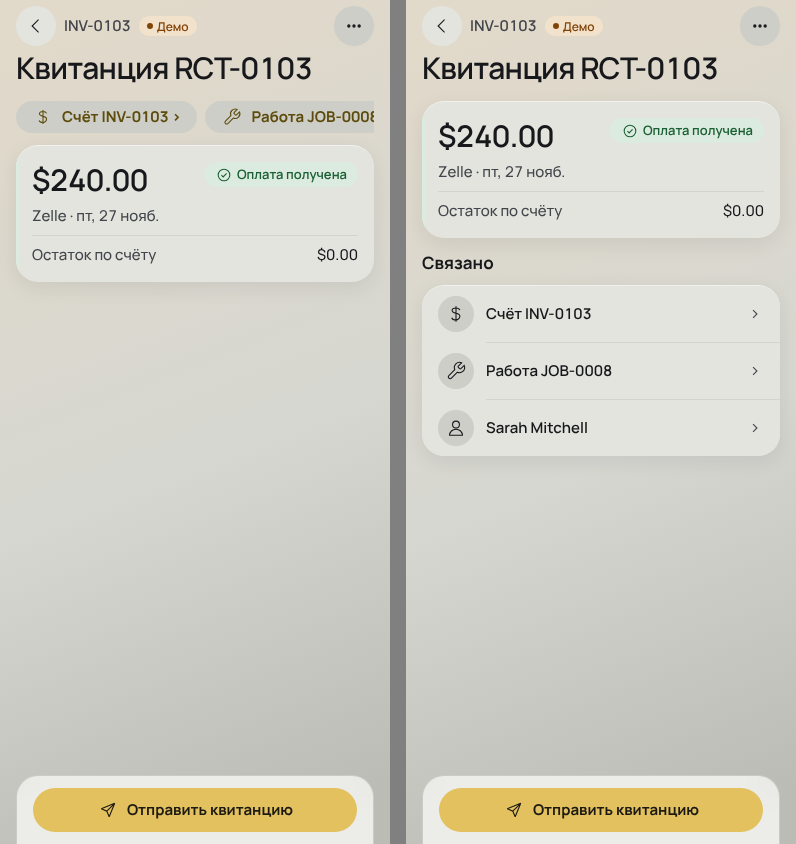 INV-0103 Демо
Квитанция RCT-0103
Счёт INV-0103
Работа JOB-0008
$240.00
Оплата получена
Zelle · пт, 27 нояб.
Остаток по счёту $0.00
Отправить квитанцию
INV-0103 Демо
Квитанция RCT-0103
$240.00
Оплата получена
Zelle · пт, 27 нояб.
Остаток по счёту $0.00
Связано
Счёт INV-0103
Работа JOB-0008
Sarah Mitchell
Отправить квитанцию